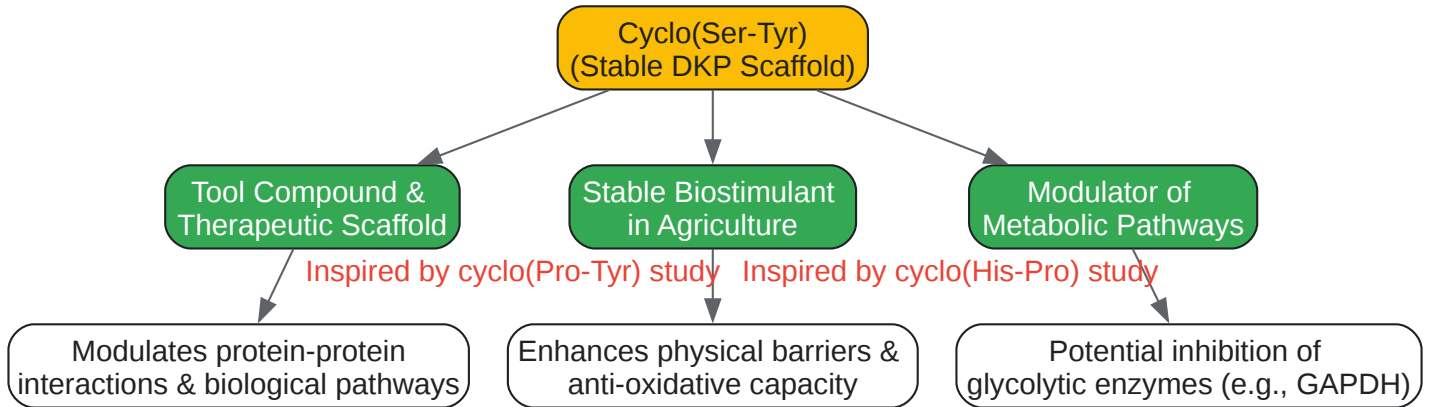 Cyclo(Ser-Tyr)
(Stable DKP Scaffold)
Tool Compound &
Therapeutic Scaffold
Stable Biostimulant
in Agriculture
Modulator of
Metabolic Pathways
Inspired by cyclo(Pro-Tyr) study
Inspired by cyclo(His-Pro) study
Modulates protein-protein
interactions & biological pathways
Enhances physical barriers &
anti-oxidative capacity
Potential inhibition of
glycolytic enzymes (e.g., GAPDH)